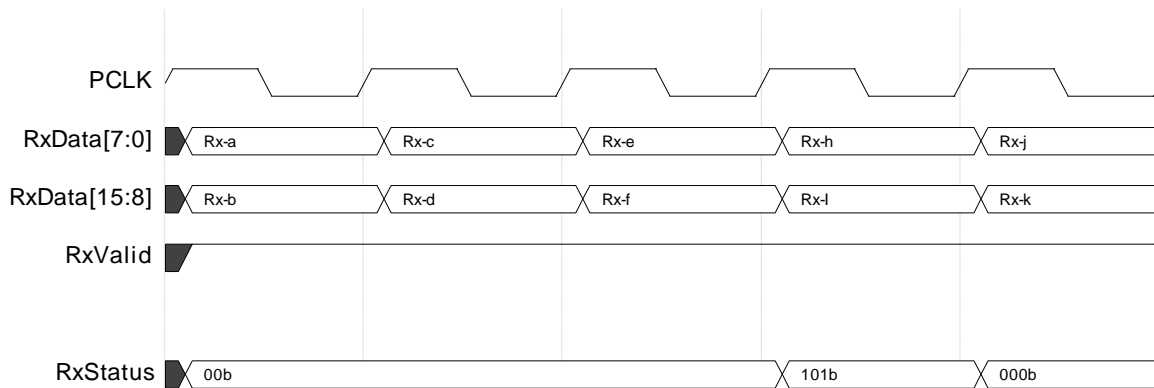 PCLK
RxData[7:0] Rx-a Rx-c Rx-e Rx-h Rx-j
RxData[15:8] Rx-b Rx-d Rx-f Rx-I Rx-k
RxValid
RxStatus 00b 101b 000b